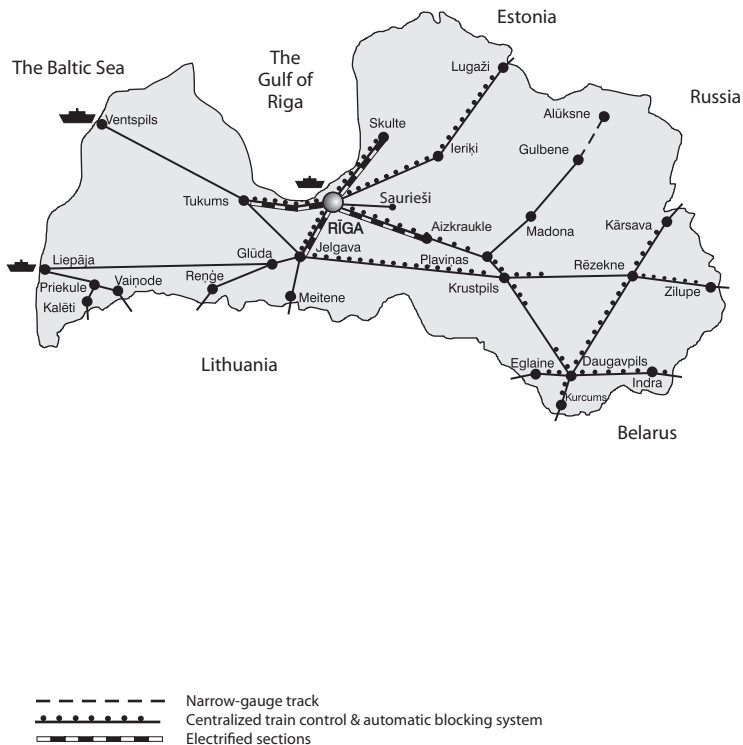 Estonia
The Baltic Sea
The
Gulf of
Riga
Lugaži
Russia
Ventspils
Alūksne
Skulte
Ieriķi
Gulbene
Tukums
Saurieši
RĪGA
Aizkraukle
Madona
Kārsava
Liepāja
Glūda
Jelgava
Pļaviņas
Rēzekne
Priekule
Vaiņode
Reņģe
Krustpils
Zilupe
Kalēti
Meitene
Lithuania
Eglaine
Daugavpils
Indra
Kurcums
Belarus
Narrow-gauge track
Centralized train control & automatic blocking system
Electrified sections